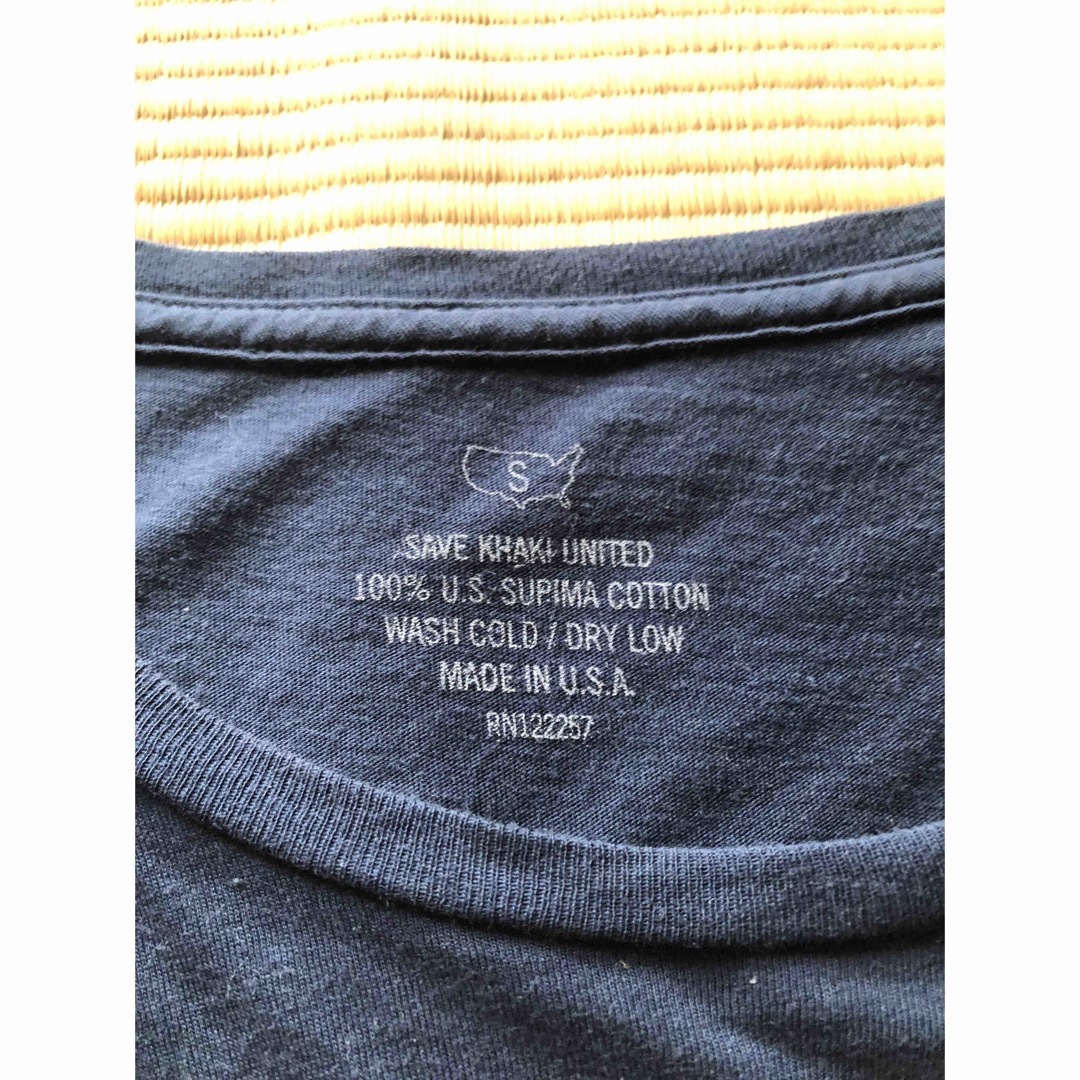 S
SAVE KHAKI UNITED
100% U.S. SUPIMA COTTON
WASH COLD / DRY LOW
MADE IN U.S.A.
RN122257